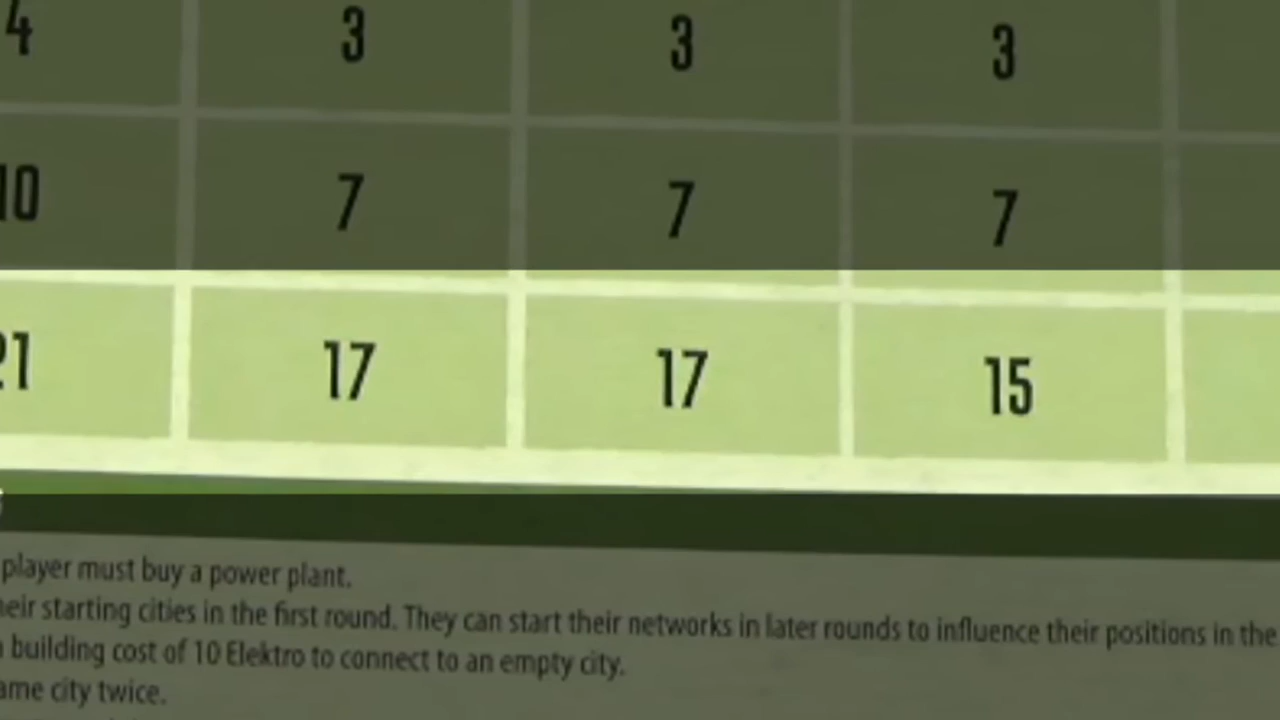 4 3 3 3
10 7 7 7
21 17 17 15
player must buy a power plant.
heir starting cities in the first round. They can start their networks in later rounds to influence their positions in the
building cost of 10 Elektro to connect to an empty city.
ame city twice.